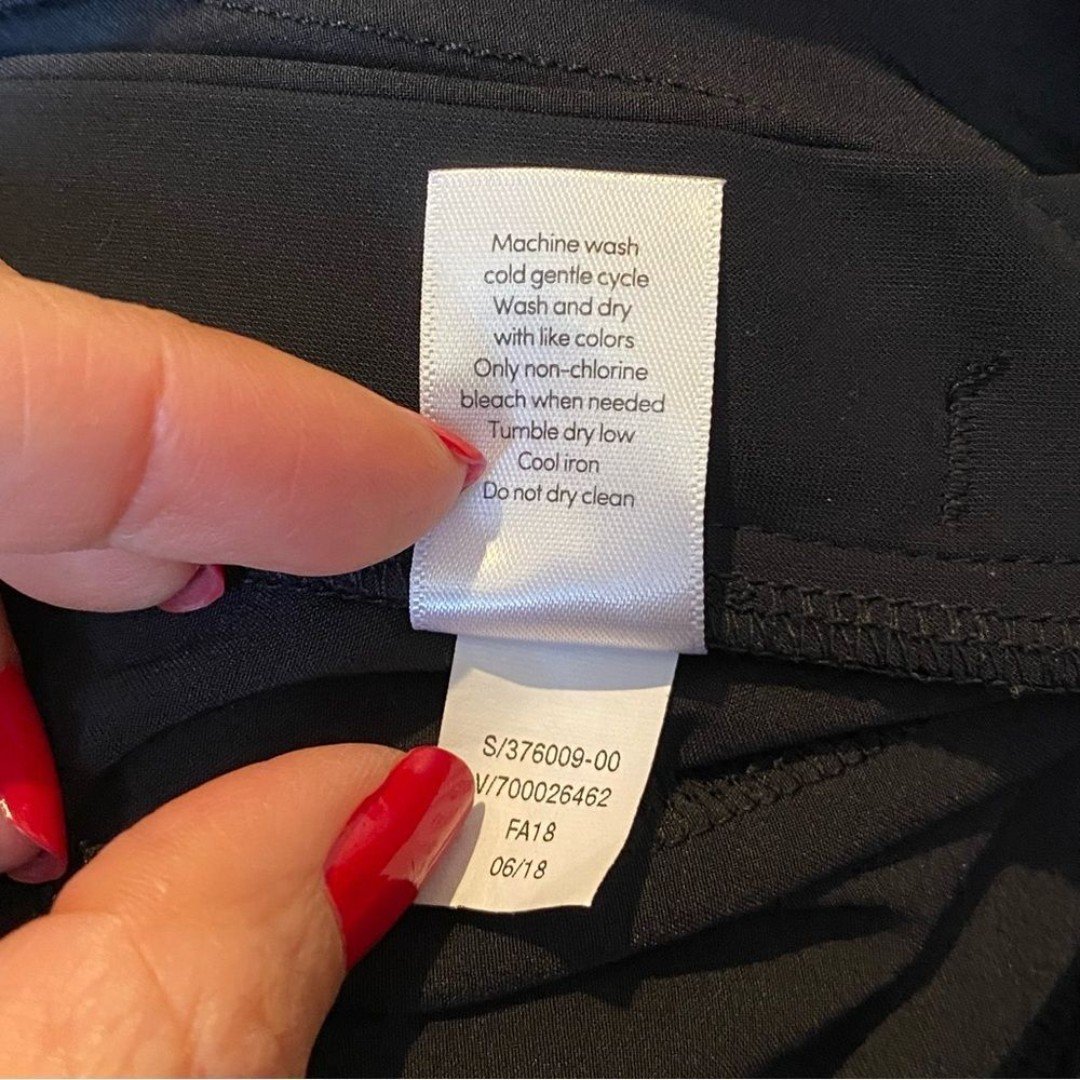 Machine wash
cold gentle cycle
Wash and dry
with like colors
Only non-chlorine
bleach when needed
Tumble dry low
Cool iron
Do not dry clean
S/376009-00
V/700026462
FA18
06/18